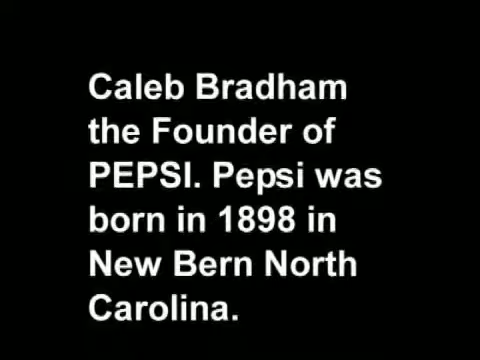 Caleb Bradham
the Founder of
PEPSI. Pepsi was
born in 1898 in
New Bern North
Carolina.